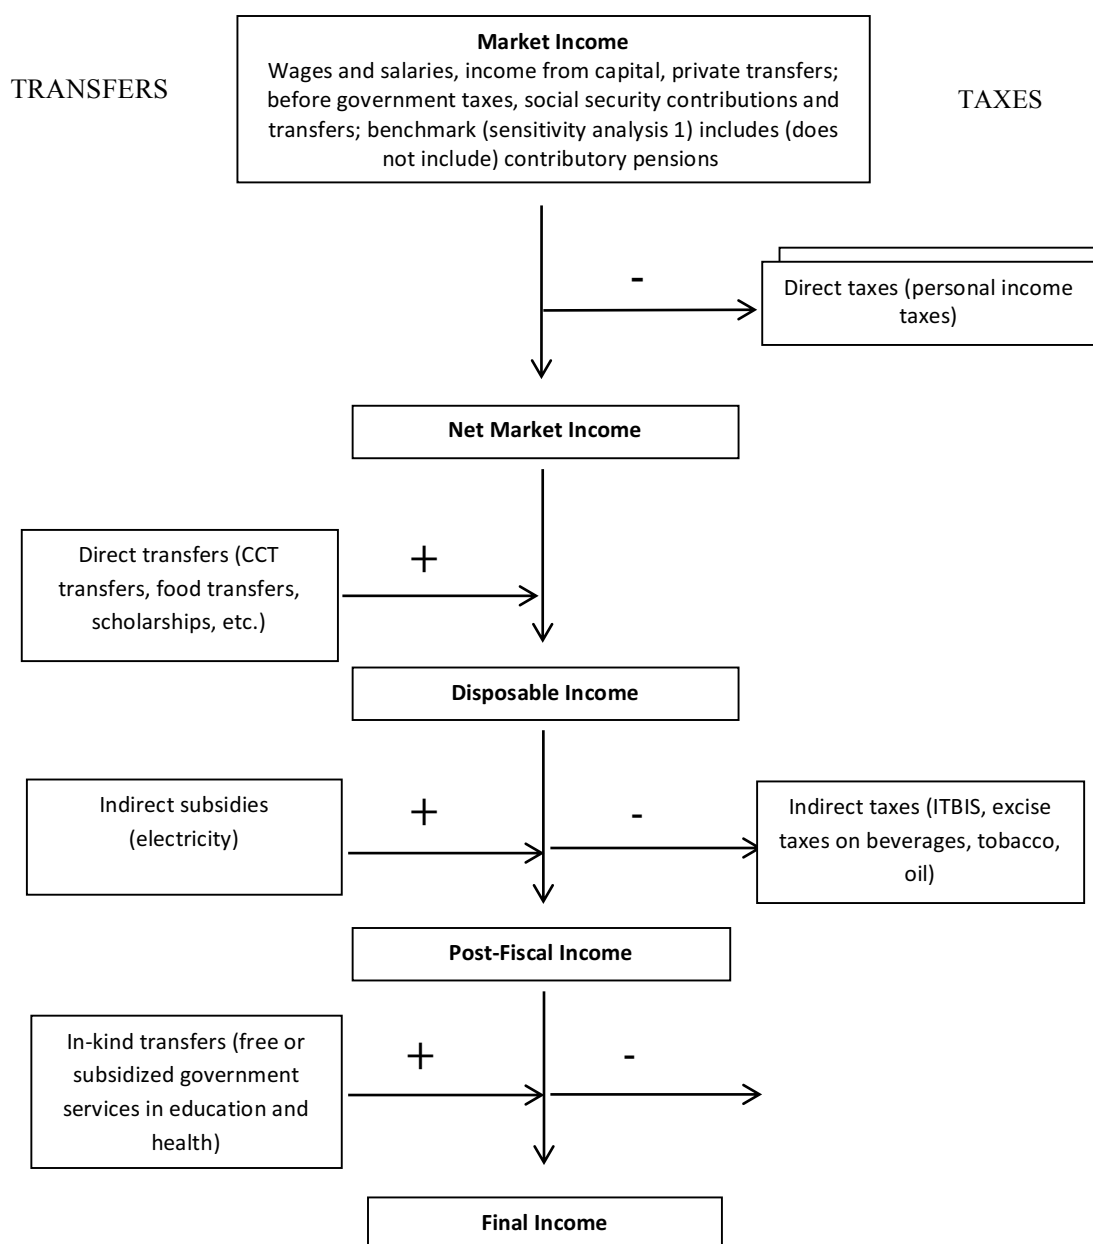 Market Income
Wages and salaries, income from capital, private transfers;
before government taxes, social security contributions and
transfers; benchmark (sensitivity analysis 1) includes (does
not include) contributory pensions
TRANSFERS
TAXES
-
Direct taxes (personal income
taxes)
Net Market Income
Direct transfers (CCT
transfers, food transfers,
scholarships, etc.)
+
Disposable Income
Indirect subsidies
(electricity)
+
-
Indirect taxes (ITBIS, excise
taxes on beverages, tobacco,
oil)
Post-Fiscal Income
In-kind transfers (free or
subsidized government
services in education and
health)
+
-
Final Income